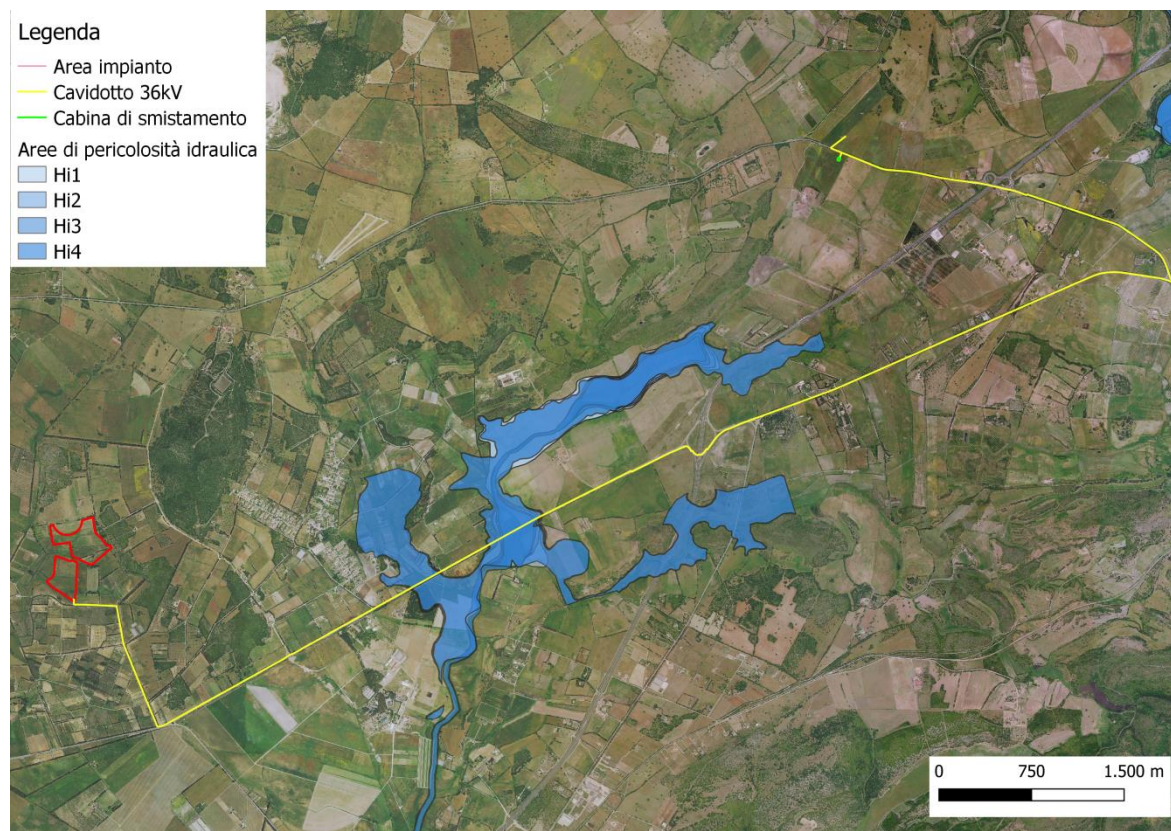 Legenda
Area impianto
Cavidotto 36kV
Cabina di smistamento
Aree di pericolosità idraulica
Hi1
Hi2
Hi3
Hi4
0 750 1.500 m